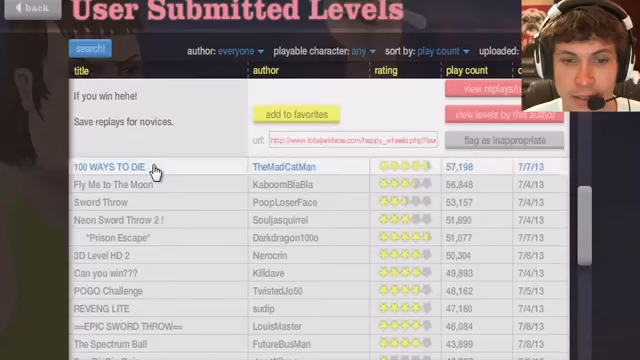 back
User Submitted Levels
search!
author: everyone playable character: any sort by: play count uploaded:
title author rating play count
If you win hehe!
Save replays for novices.
add to favorites
view replays/
view levels by this author
url: http://www.totaljerkface.com/happy_wheels.php?
flag as inappropriate
100 WAYS TO DIE TheMadCatMan 57,198 7/7/13
Fly Me to The Moon KaboomBlaBla 56,848 7/4/13
Sword Throw PoopLoserFace 53,157 7/4/13
Neon Sword Throw 2 ! Souljasquirrel 51,890 7/4/13
*Prison Escape* Darkdragon100o 51,077 7/7/13
3D Level HD 2 Nerocrin 50,304 7/8/13
Can you win??? Killdave 49,893 7/4/13
POGO Challenge TwistedJo50 48,162 7/5/13
REVENG LITE sudip 47,160 7/4/13
==EPIC SWORD THROW== LouisMaster 46,084 7/8/13
The Spectrum Ball FutureBusMan 43,899 7/4/13